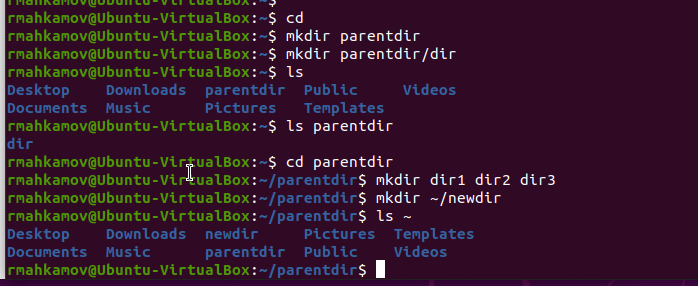 rmahkamov@Ubuntu-VirtualBox:~$
rmahkamov@Ubuntu-VirtualBox:~$ cd
rmahkamov@Ubuntu-VirtualBox:~$ mkdir parentdir
rmahkamov@Ubuntu-VirtualBox:~$ mkdir parentdir/dir
rmahkamov@Ubuntu-VirtualBox:~$ ls
Desktop    Downloads  parentdir  Public     Videos
Documents  Music      Pictures   Templates
rmahkamov@Ubuntu-VirtualBox:~$ ls parentdir
dir
rmahkamov@Ubuntu-VirtualBox:~$ cd parentdir
rmahkamov@Ubuntu-VirtualBox:~/parentdir$ mkdir dir1 dir2 dir3
rmahkamov@Ubuntu-VirtualBox:~/parentdir$ mkdir ~/newdir
rmahkamov@Ubuntu-VirtualBox:~/parentdir$ ls ~
Desktop    Downloads  newdir     Pictures  Templates
Documents  Music      parentdir  Public    Videos
rmahkamov@Ubuntu-VirtualBox:~/parentdir$